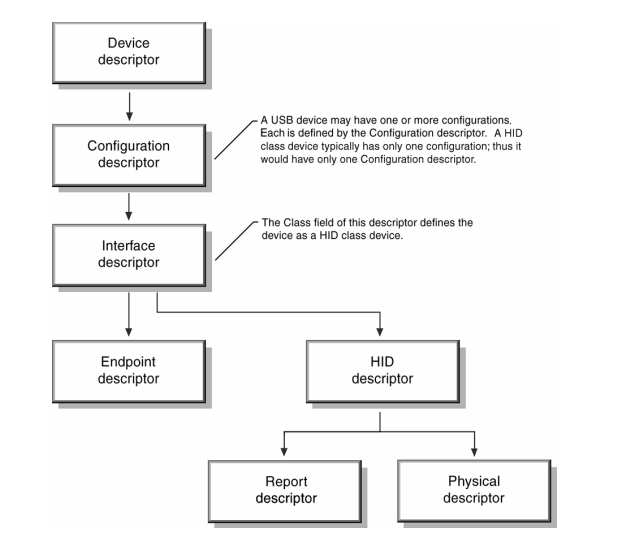 Device
descriptor
Configuration
descriptor
A USB device may have one or more configurations.
Each is defined by the Configuration descriptor. A HID
class device typically has only one configuration; thus it
would have only one Configuration descriptor.
Interface
descriptor
The Class field of this descriptor defines the
device as a HID class device.
Endpoint
descriptor
HID
descriptor
Report
descriptor
Physical
descriptor